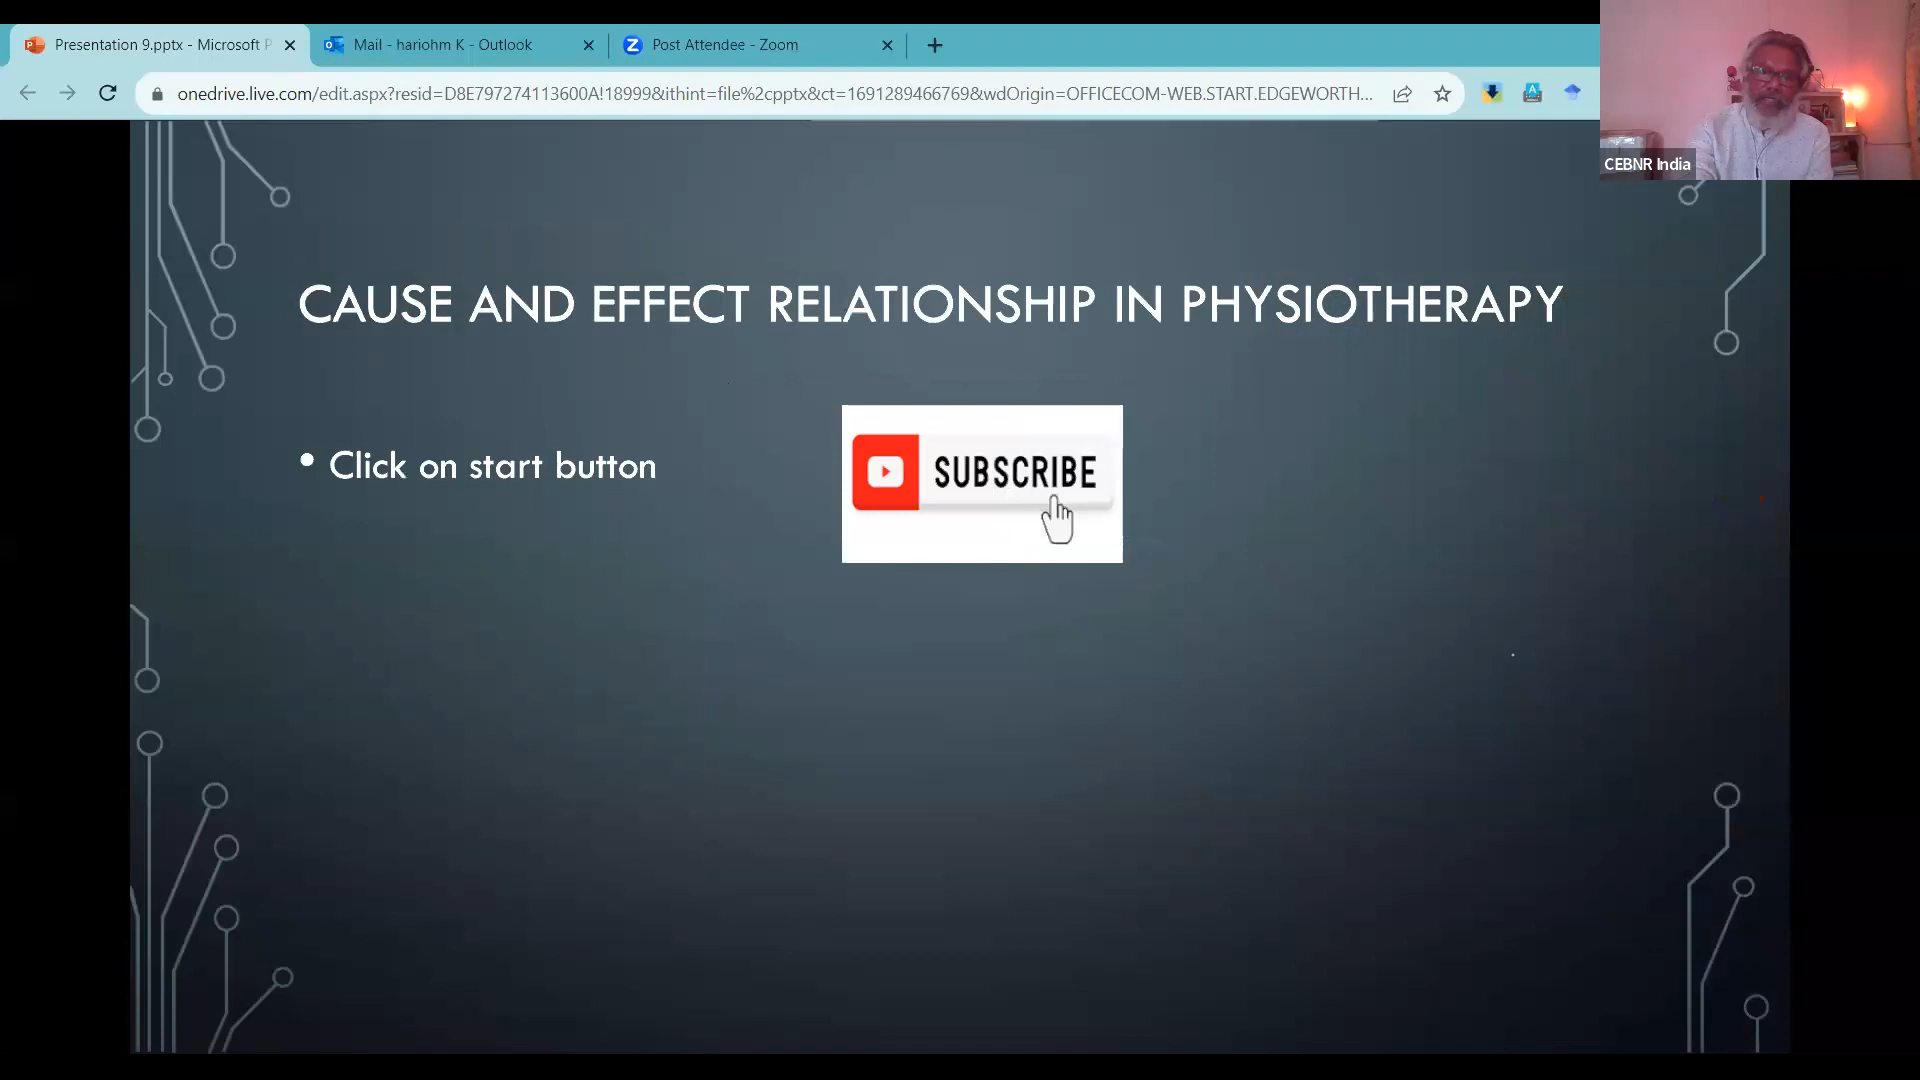 Presentation 9.pptx - Microsoft P
Mail - hariohm K - Outlook
Post Attendee - Zoom
onedrive.live.com/edit.aspx?resid=D8E797274113600A!18999&ithint=file%2cpptx&ct=1691289466769&wdOrigin=OFFICECOM-WEB.START.EDGEWORTH...
CEBNR India
CAUSE AND EFFECT RELATIONSHIP IN PHYSIOTHERAPY
• Click on start button
SUBSCRIBE